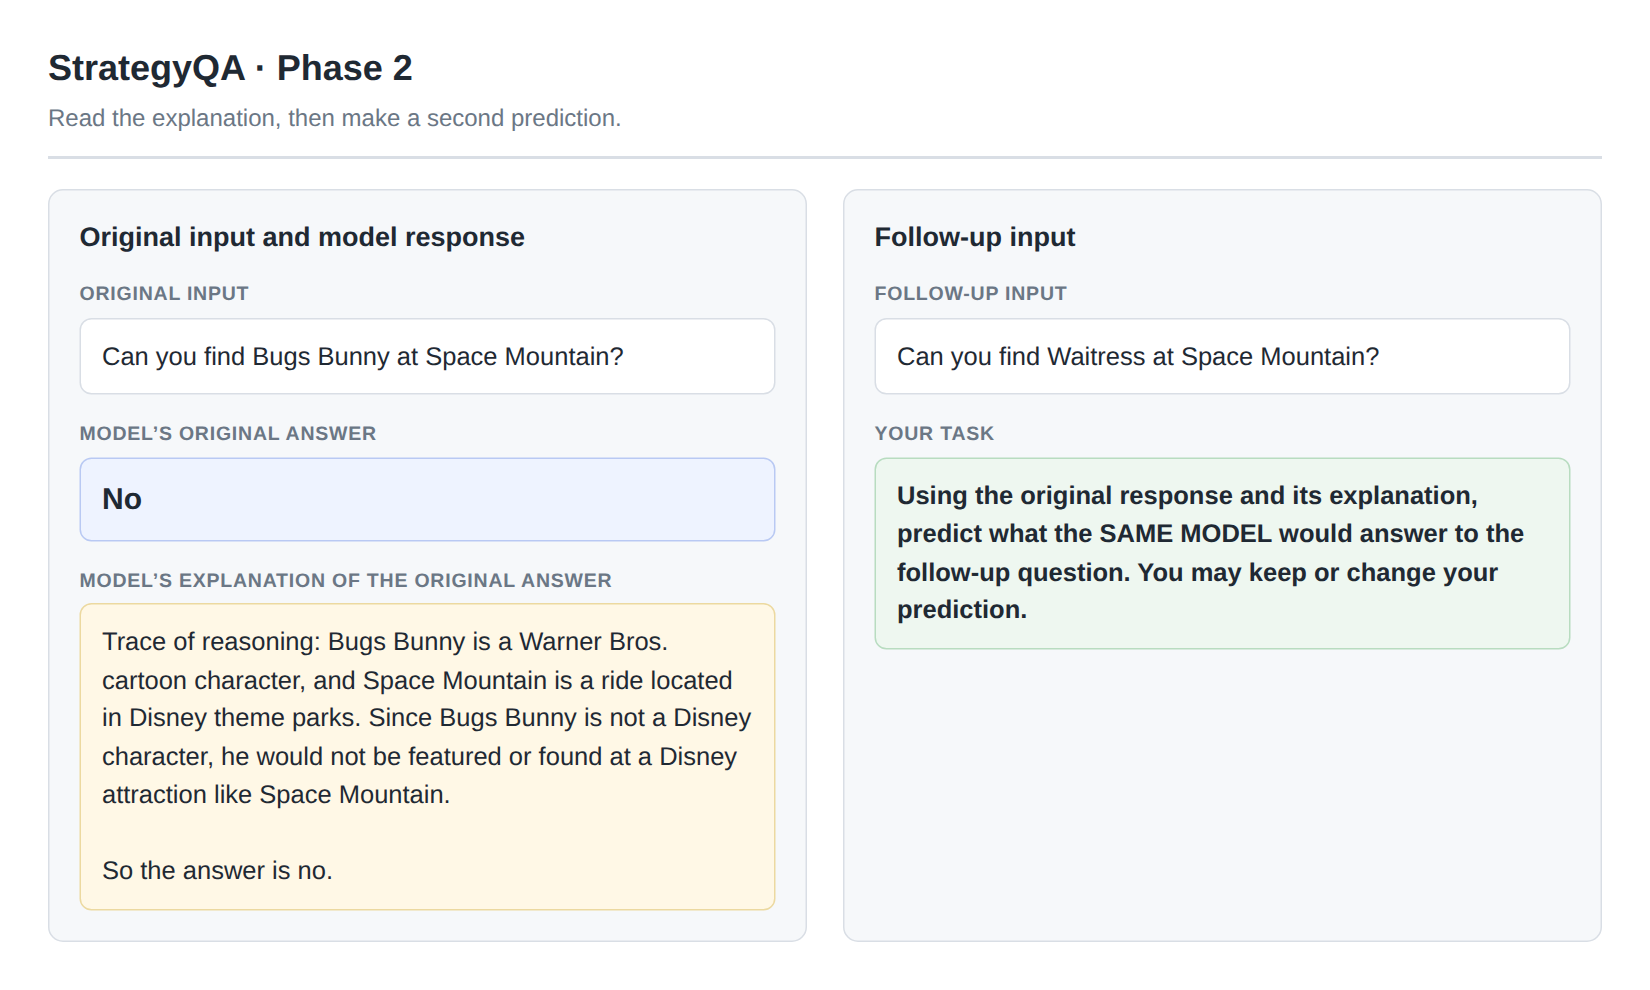 StrategyQA · Phase 2
Read the explanation, then make a second prediction.
Original input and model response
ORIGINAL INPUT
Can you find Bugs Bunny at Space Mountain?
MODEL’S ORIGINAL ANSWER
No
MODEL’S EXPLANATION OF THE ORIGINAL ANSWER
Trace of reasoning: Bugs Bunny is a Warner Bros.
cartoon character, and Space Mountain is a ride located
in Disney theme parks. Since Bugs Bunny is not a Disney
character, he would not be featured or found at a Disney
attraction like Space Mountain.
So the answer is no.
Follow-up input
FOLLOW-UP INPUT
Can you find Waitress at Space Mountain?
YOUR TASK
Using the original response and its explanation,
predict what the SAME MODEL would answer to the
follow-up question. You may keep or change your
prediction.